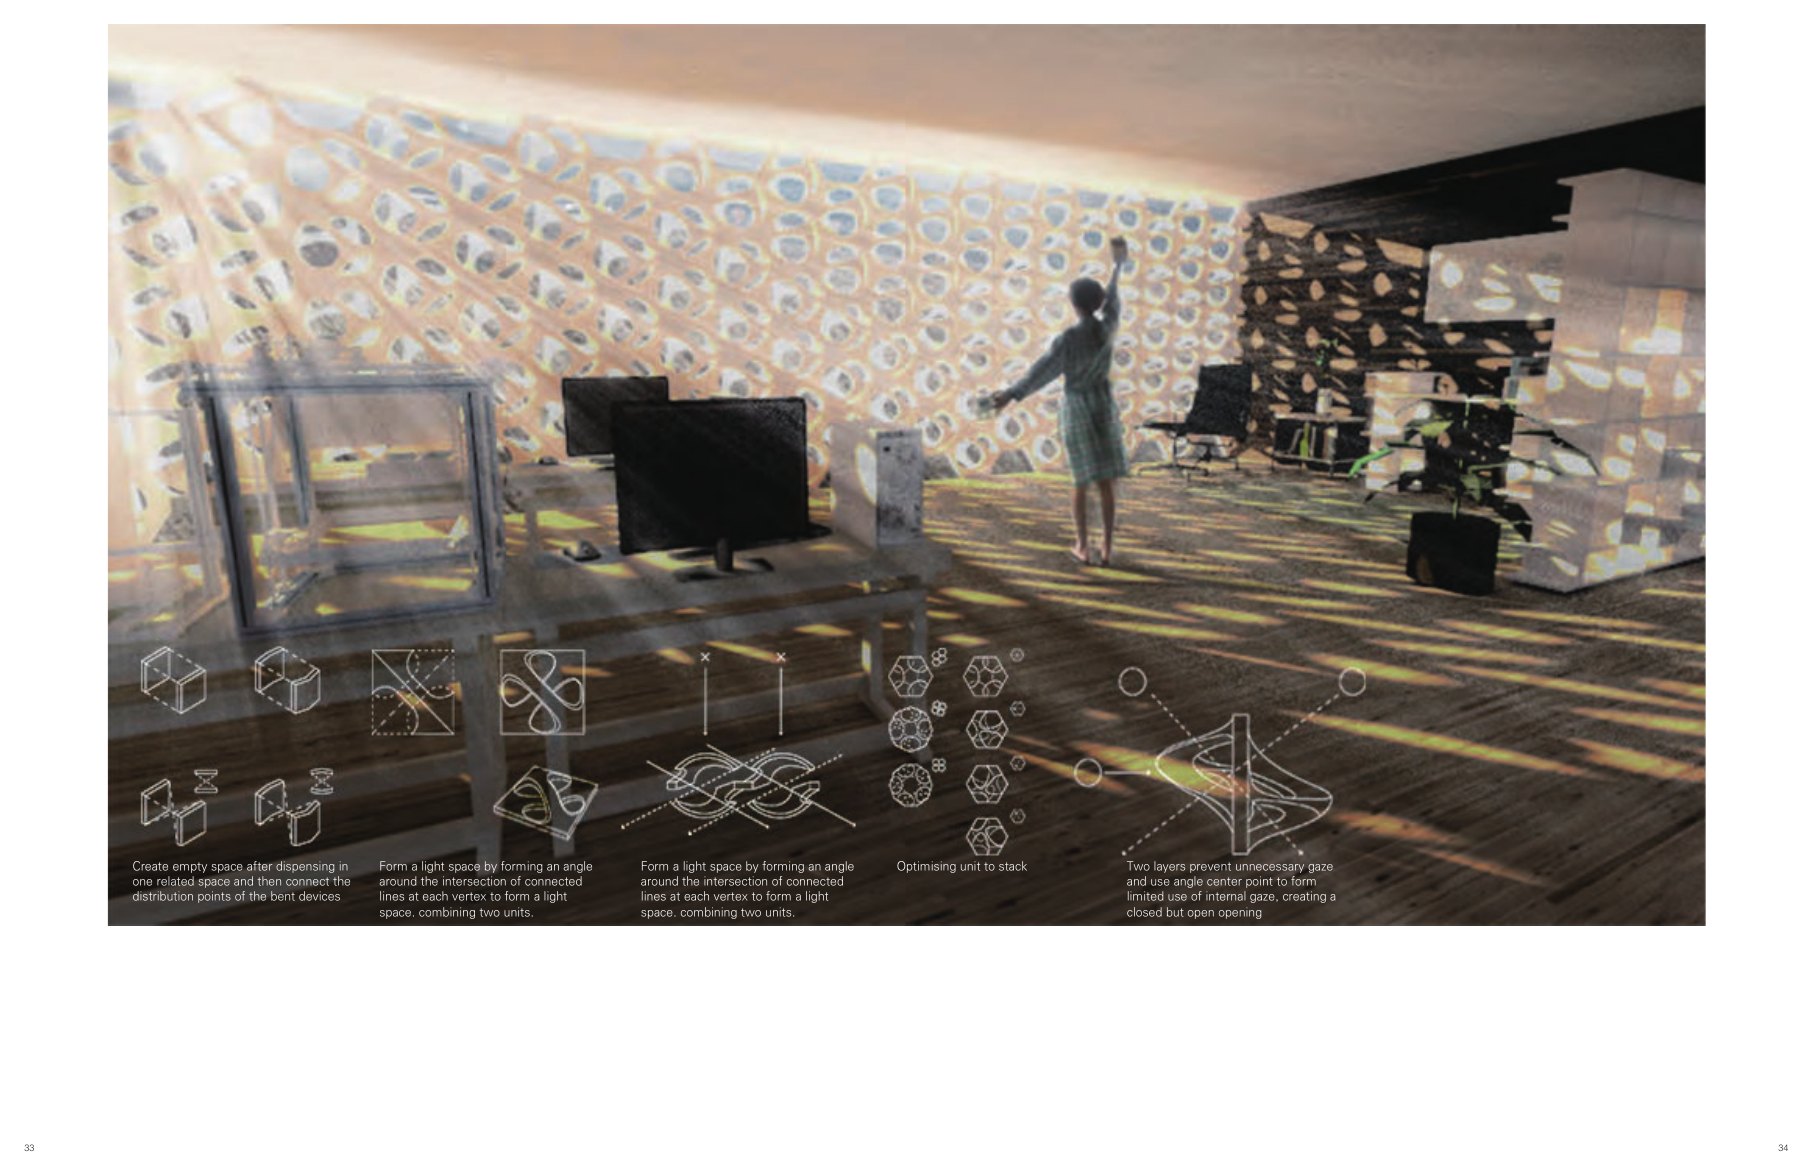 Create empty space after dispensing in
one related space and then connect the
distribution points of the bent devices
Form a light space by forming an angle
around the intersection of connected
lines at each vertex to form a light
space. combining two units.
Form a light space by forming an angle
around the intersection of connected
lines at each vertex to form a light
space. combining two units.
Optimising unit to stack
Two layers prevent unnecessary gaze
and use angle center point to form
limited use of internal gaze, creating a
closed but open opening
33
34